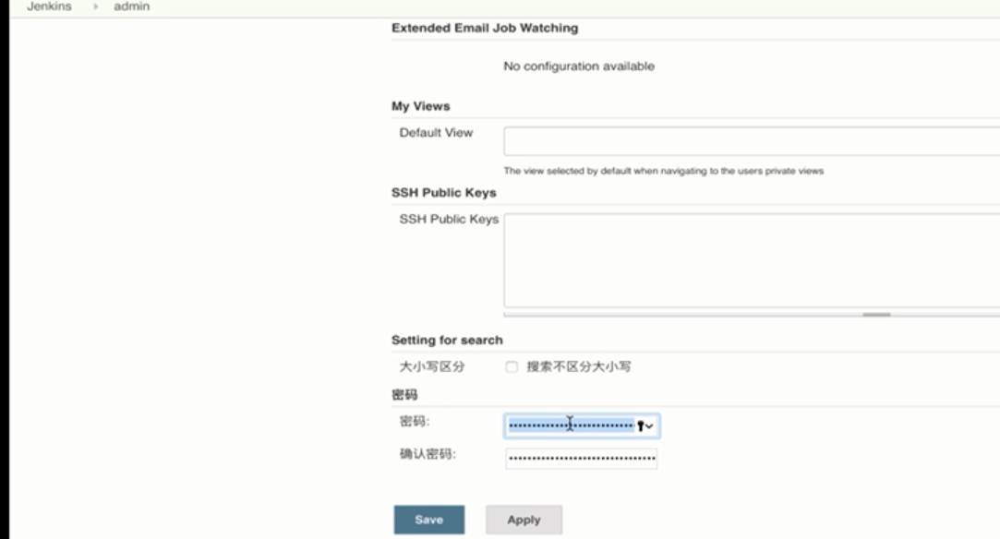 Jenkins › admin
Extended Email Job Watching
No configuration available
My Views
Default View
The view selected by default when navigating to the users private views
SSH Public Keys
SSH Public Keys
Setting for search
大小写区分 搜索不区分大小写
密码
密码:
确认密码:
Save Apply